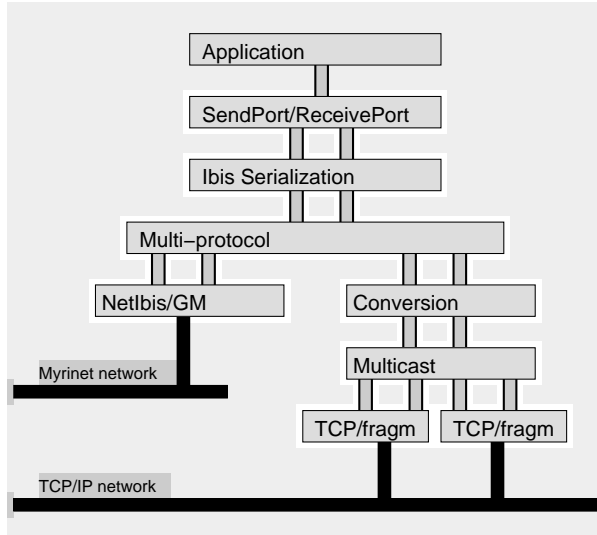 Application
SendPort/ReceivePort
Ibis Serialization
Multi−protocol
NetIbis/GM
Conversion
Myrinet network
Multicast
TCP/fragm
TCP/fragm
TCP/IP network